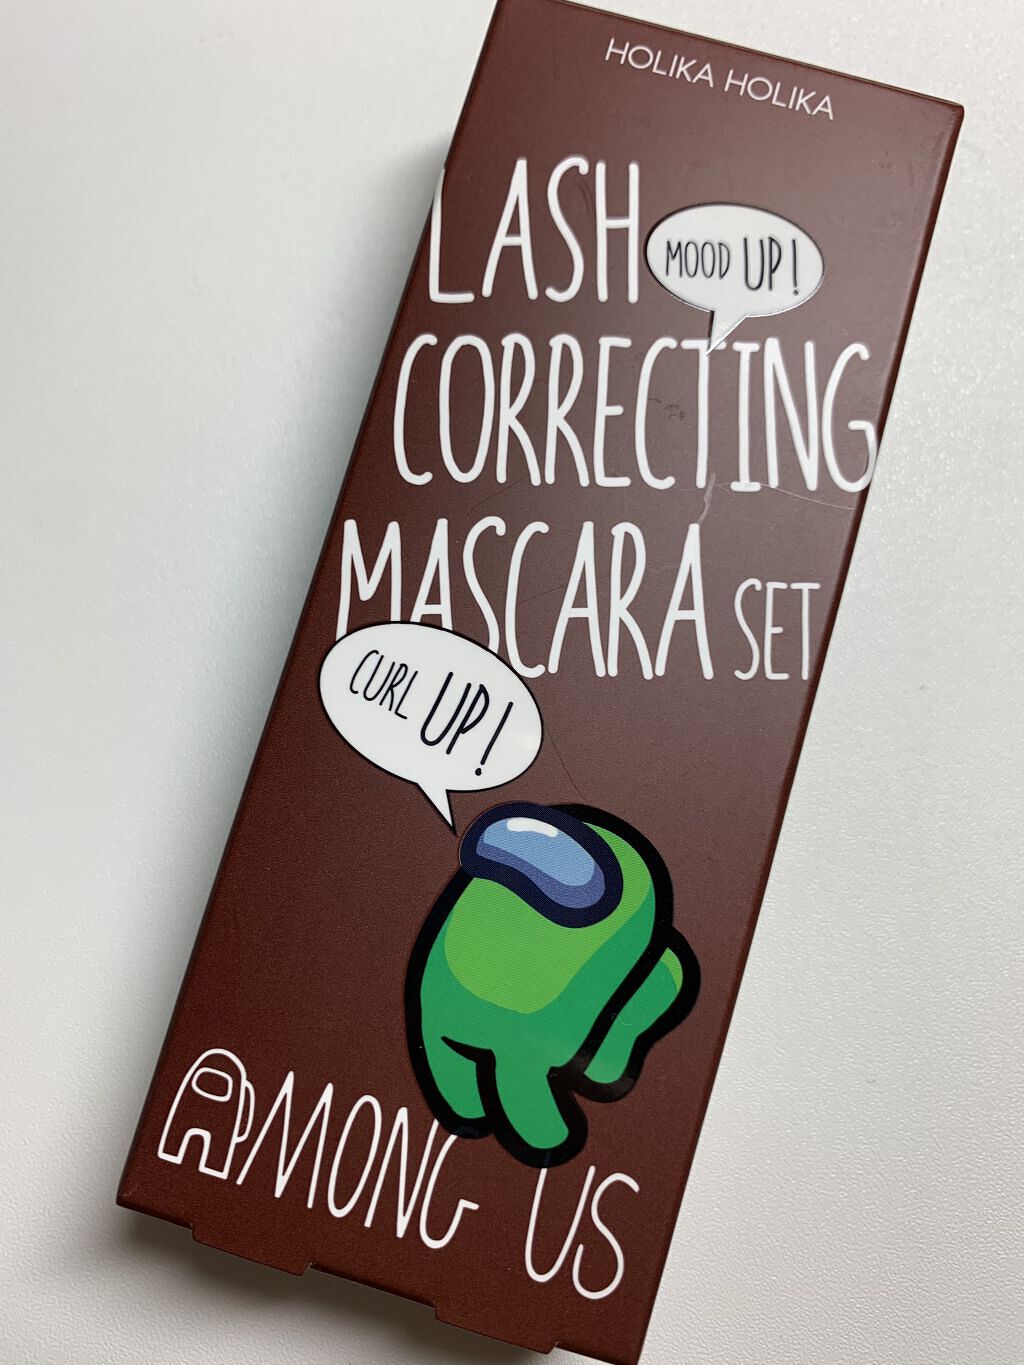 HOLIKA HOLIKA
LASH
MOOD UP!
CORRECTING
MASCARA SET
CURL UP!
AMONG US